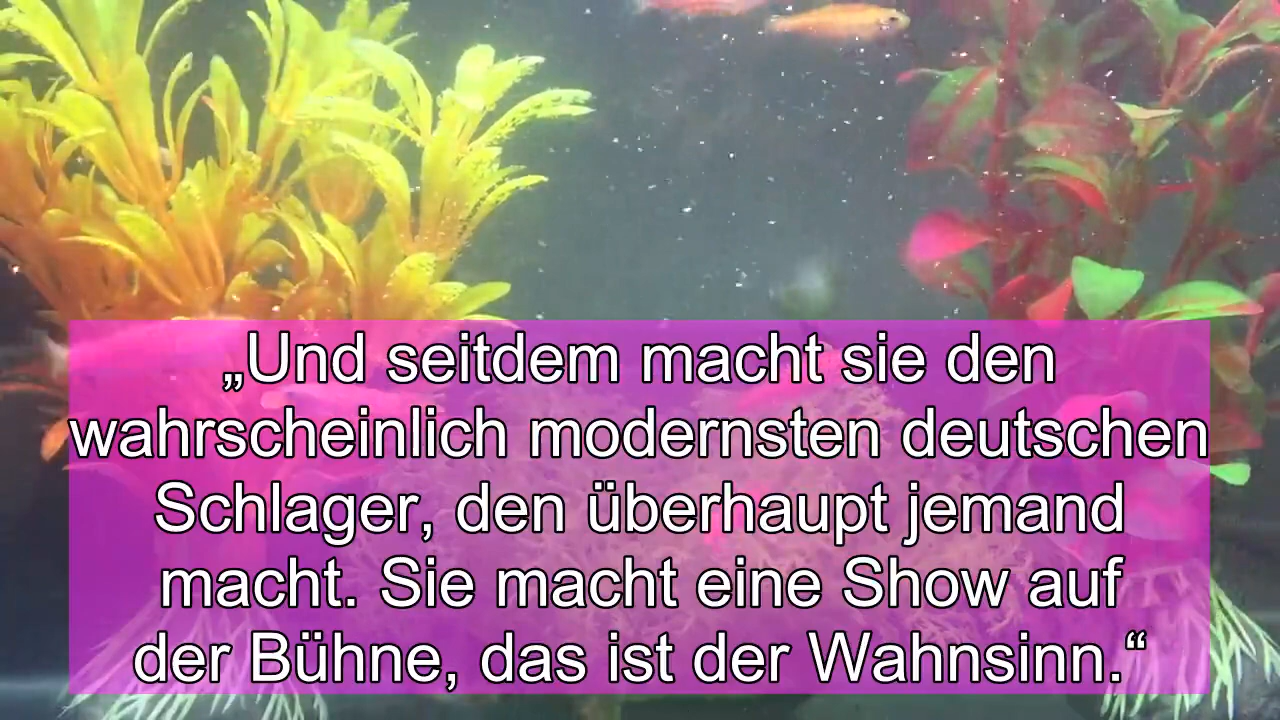 „Und seitdem macht sie den
wahrscheinlich modernsten deutschen
Schlager, den überhaupt jemand
macht. Sie macht eine Show auf
der Bühne, das ist der Wahnsinn.“